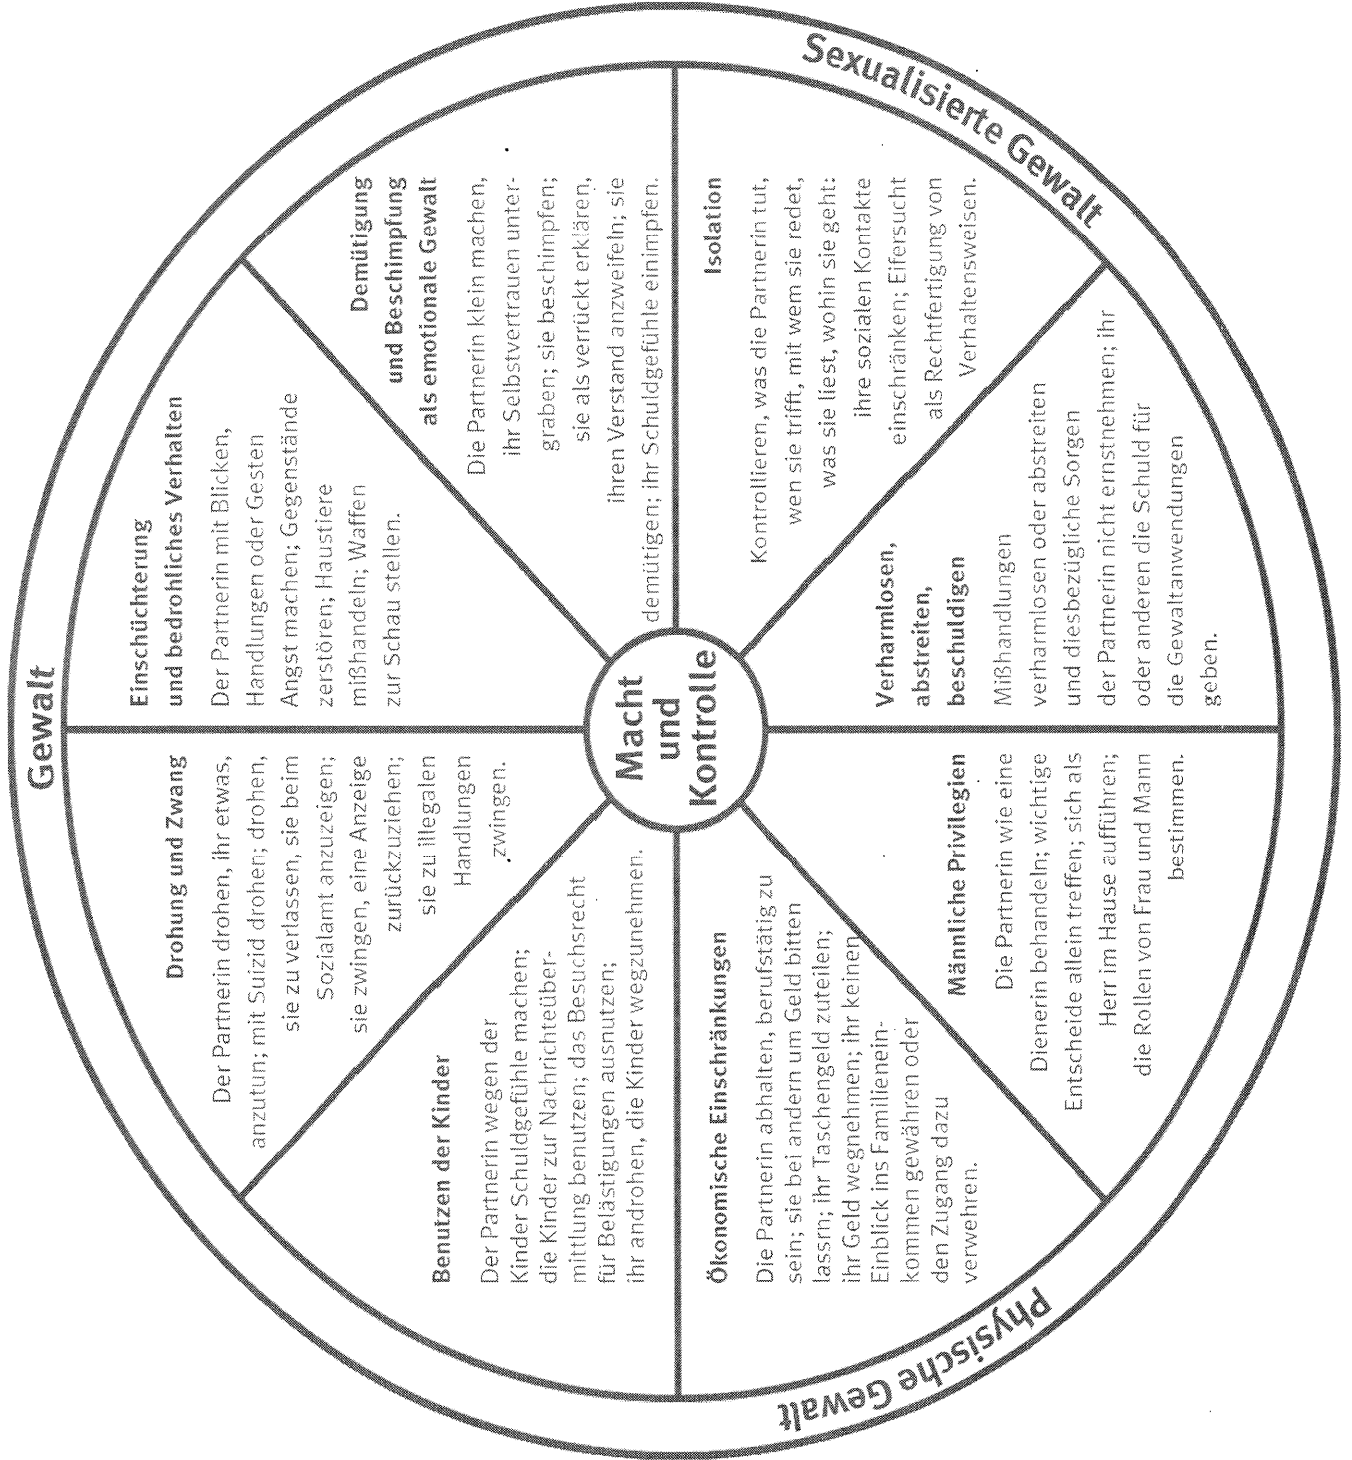 Gewalt
Drohung und Zwang
Der Partnerin drohen, ihr etwas,
anzutun; mit Suizid drohen; drohen,
sie zu verlassen, sie beim
Sozialamt anzuzeigen;
sie zwingen, eine Anzeige
zurückzuziehen;
sie zu illegalen
Handlungen
zwingen.
Einschüchterung
und bedrohliches Verhalten
Der Partnerin mit Blicken,
Handlungen oder Gesten
Angst machen; Gegenstände
zerstören; Haustiere
mißhandeln; Waffen
zur Schau stellen.
Demütigung
und Beschimpfung
als emotionale Gewalt
Die Partnerin klein machen,
ihr Selbstvertrauen unter-
graben; sie beschimpfen;
sie als verrückt erklären,
ihren Verstand anzweifeln; sie
demütigen; ihr Schuldgefühle einimpfen.
Isolation
Kontrollieren, was die Partnerin tut,
wen sie trifft, mit wem sie redet,
was sie liest, wohin sie geht:
ihre sozialen Kontakte
einschränken; Eifersucht
als Rechtfertigung von
Verhaltensweisen.
Verharmlosen,
abstreiten,
beschuldigen
Mißhandlungen
verharmlosen oder abstreiten
und diesbezügliche Sorgen
der Partnerin nicht ernstnehmen; ihr
oder anderen die Schuld für
die Gewaltanwendungen
geben.
Männliche Privilegien
Die Partnerin wie eine
Dienerin behandeln; wichtige
Entscheide allein treffen; sich als
Herr im Hause aufführen;
die Rollen von Frau und Mann
bestimmen.
Ökonomische Einschränkungen
Die Partnerin abhalten, berufstätig zu
sein; sie bei andern um Geld bitten
lassrn; ihr Taschengeld zuteilen;
ihr Geld wegnehmen; ihr keinen
Einblick ins Familienein-
kommen gewähren oder
den Zugang dazu
verwehren.
Benutzen der Kinder
Der Partnerin wegen der
Kinder Schuldgefühle machen;
die Kinder zur Nachrichteüber-
mittlung benutzen; das Besuchsrecht
für Belästigungen ausnutzen;
ihr androhen, die Kinder wegzunehmen.
Macht
und
Kontrolle
Sexualisierte Gewalt
Physische Gewalt